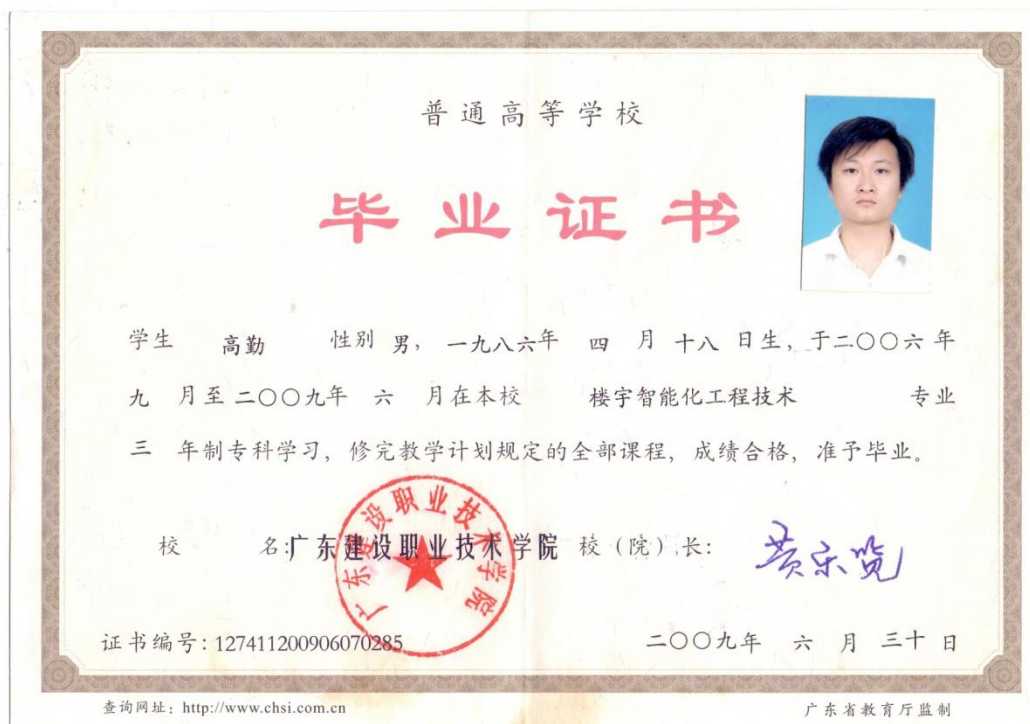 普通高等学校
毕业证书
学生 高勤 性别 男，一九八六年 四 月 十八 日生，于二〇〇六年
九 月至二〇〇九年 六 月在本校 楼宇智能化工程技术 专业
三 年制专科学习，修完教学计划规定的全部课程，成绩合格，准予毕业。
广东建设职业技术学院
校 名:广东建设职业技术学院 校（院）长：
证书编号：127411200906070285 二〇〇九年 六 月 三十 日
查询网址：http://www.chsi.com.cn 广东省教育厅监制